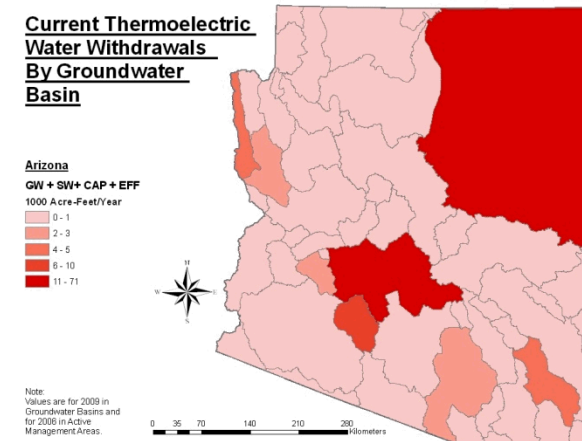 Current Thermoelectric
Water Withdrawals
By Groundwater
Basin
Arizona
GW + SW+ CAP + EFF
1000 Acre-Feet/Year
0 - 1
2 - 3
4 - 5
6 - 10
11 - 71
N
W E
S
Note:
Values are for 2009 in
Groundwater Basins and
for 2006 in Active
Management Areas.
0 35 70 140 210 280
Kilometers